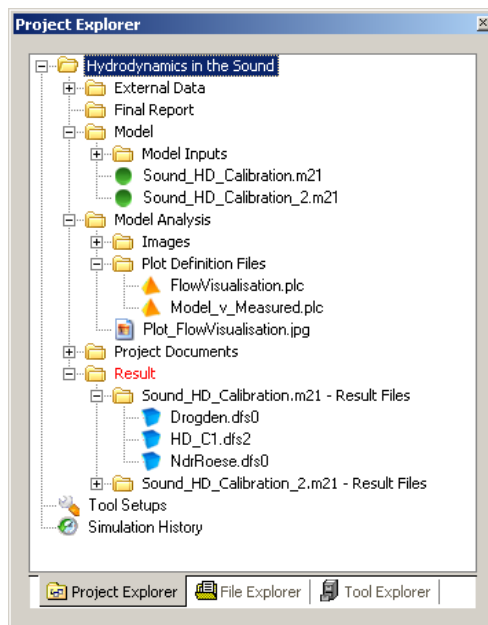 Project Explorer
Hydrodynamics in the Sound
External Data
Final Report
Model
Model Inputs
Sound_HD_Calibration.m21
Sound_HD_Calibration_2.m21
Model Analysis
Images
Plot Definition Files
FlowVisualisation.plc
Model_v_Measured.plc
Plot_FlowVisualisation.jpg
Project Documents
Result
Sound_HD_Calibration.m21 - Result Files
Drogden.dfs0
HD_C1.dfs2
NdrRoese.dfs0
Sound_HD_Calibration_2.m21 - Result Files
Tool Setups
Simulation History
Project Explorer File Explorer Tool Explorer